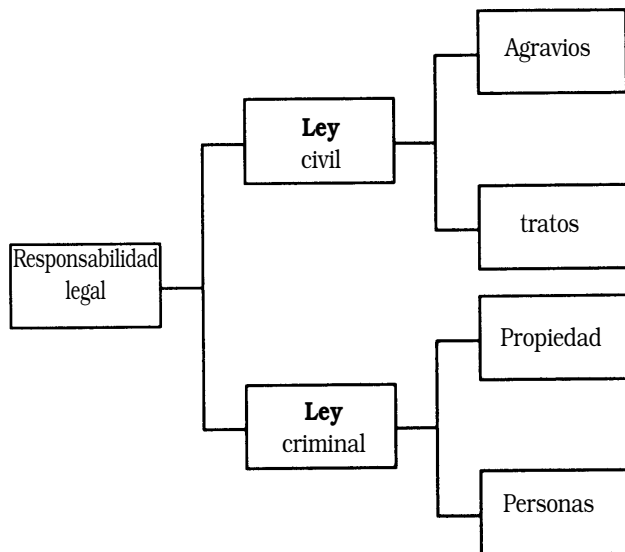 Responsabilidad
legal
Ley
civil
Agravios
tratos
Ley
criminal
Propiedad
Personas